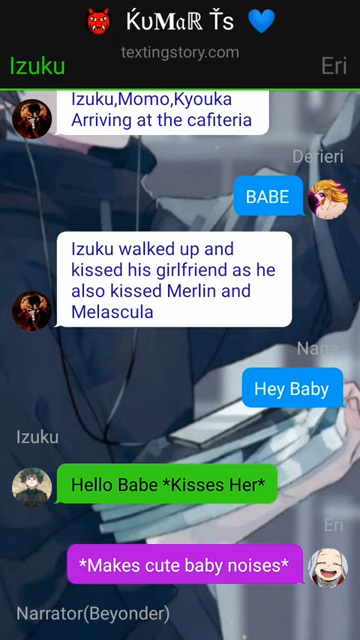 👹 ḰυᎷαℝ Ťs 💙
textingstory.com
Izuku
Eri
Izuku,Momo,Kyouka
Arriving at the cafiteria
Derieri
BABE
Izuku walked up and
kissed his girlfriend as he
also kissed Merlin and
Melascula
Nana
Hey Baby
Izuku
Hello Babe *Kisses Her*
Eri
*Makes cute baby noises*
Narrator(Beyonder)